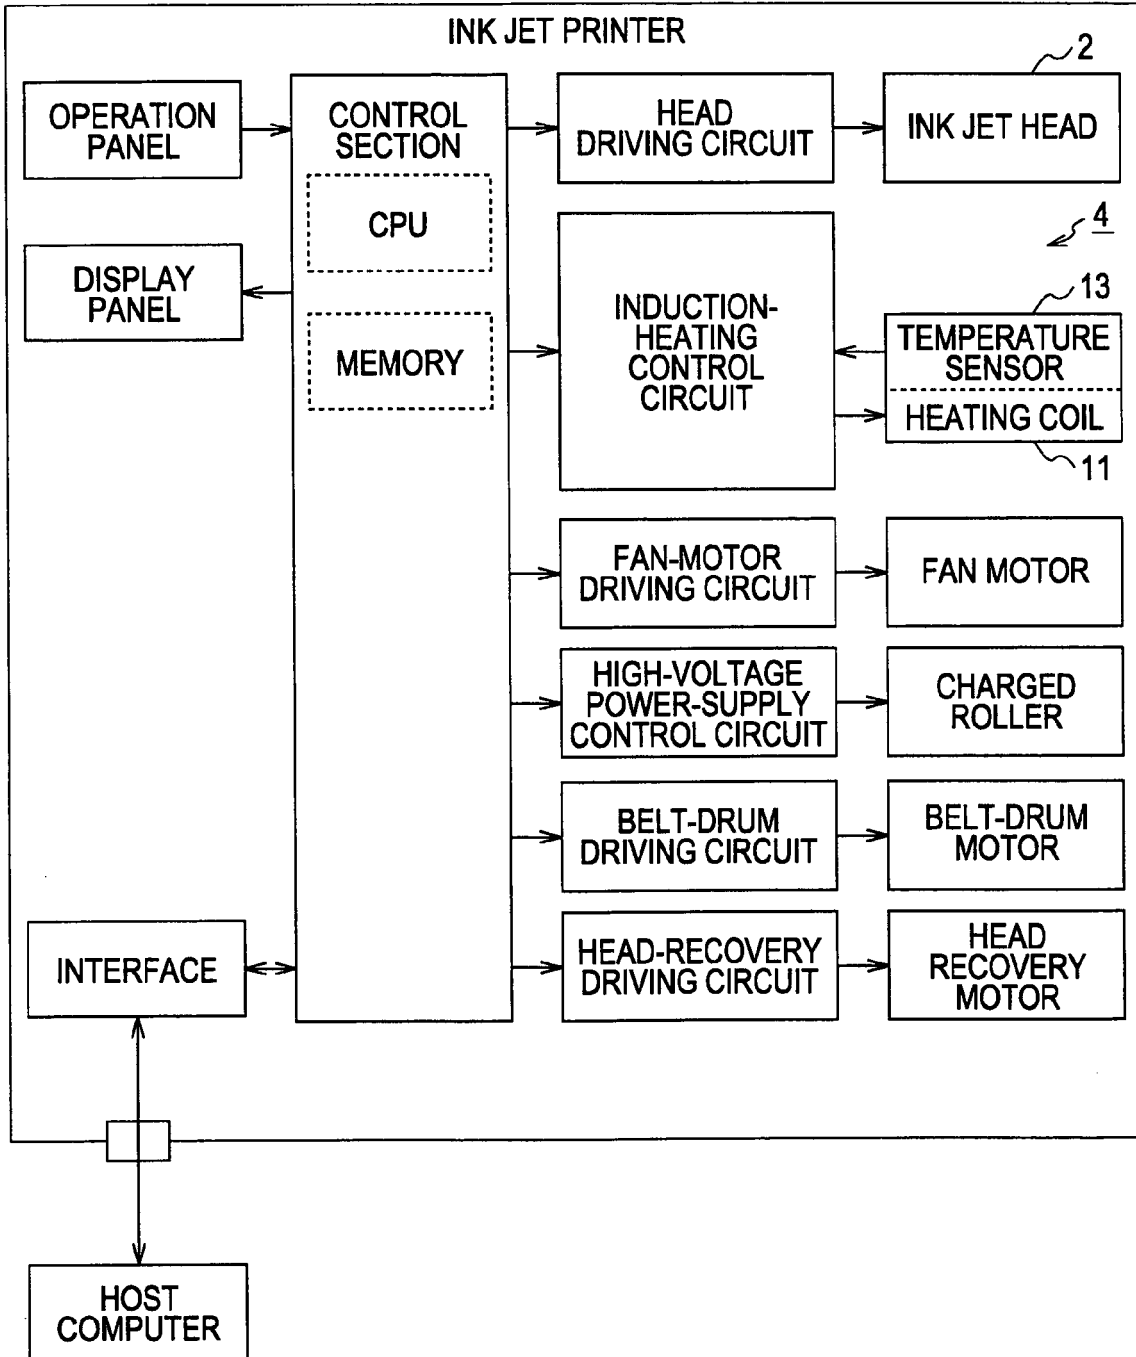 INK JET PRINTER
2
OPERATION
PANEL
CONTROL
SECTION
HEAD
DRIVING CIRCUIT
INK JET HEAD
CPU
4
DISPLAY
PANEL
MEMORY
INDUCTION-
HEATING
CONTROL
CIRCUIT
13
TEMPERATURE
SENSOR
HEATING COIL
11
FAN-MOTOR
DRIVING CIRCUIT
FAN MOTOR
HIGH-VOLTAGE
POWER-SUPPLY
CONTROL CIRCUIT
CHARGED
ROLLER
BELT-DRUM
DRIVING CIRCUIT
BELT-DRUM
MOTOR
INTERFACE
HEAD-RECOVERY
DRIVING CIRCUIT
HEAD
RECOVERY
MOTOR
HOST
COMPUTER